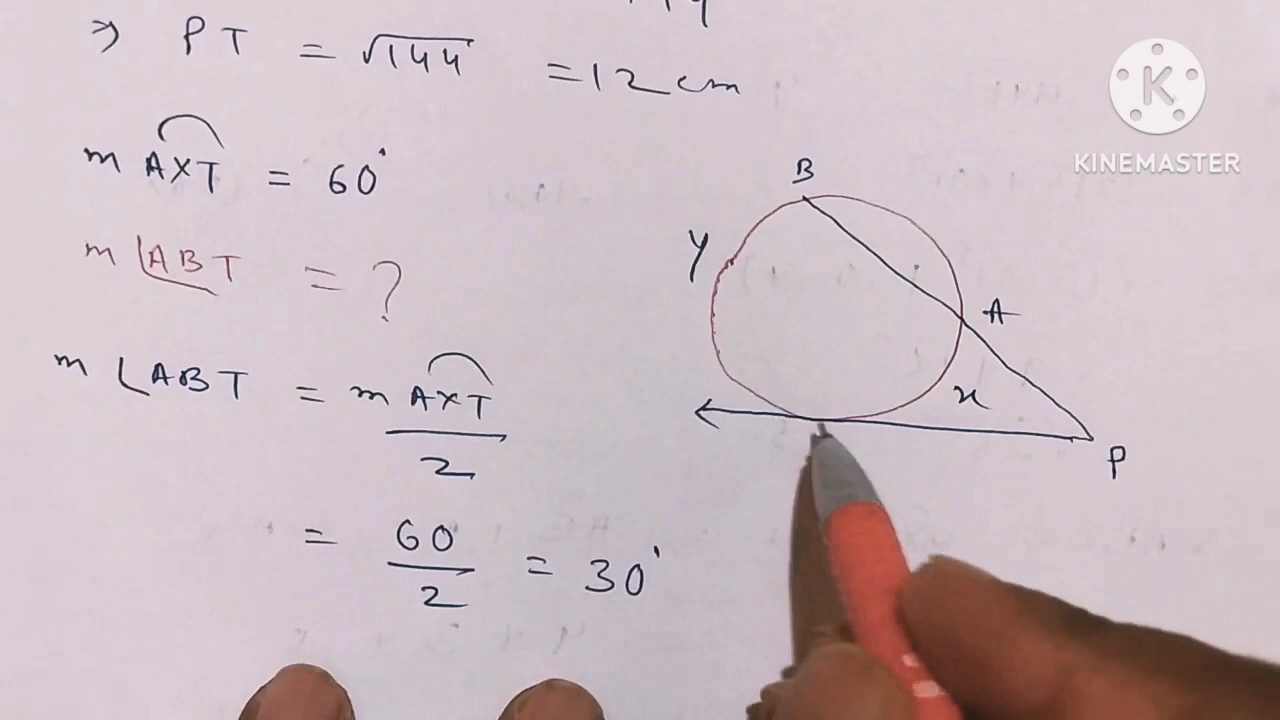 ⇒ PT = √144 = 12 cm
m AXT = 60°
m ∠ABT = ?
m ∠ABT = m AXT
2
= 60
2
= 30°
B
Y
A
x
P
K
KINEMASTER